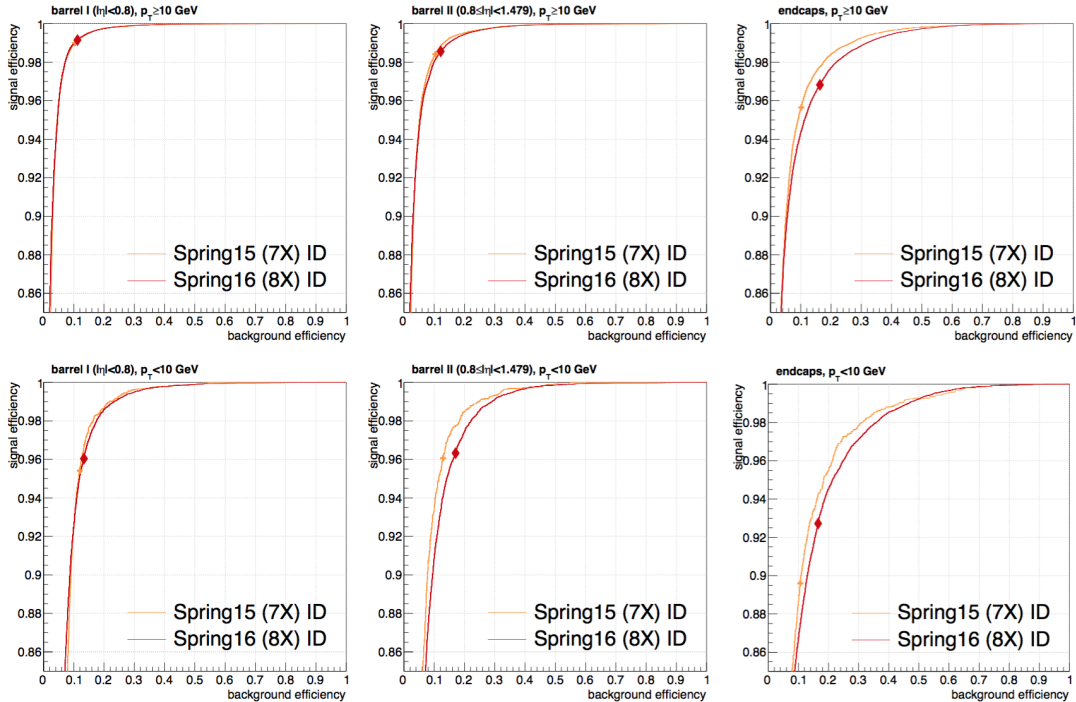 barrel I (|η|<0.8), pT≥10 GeV
signal efficiency
1
0.98
0.96
0.94
0.92
0.9
0.88
0.86
Spring15 (7X) ID
Spring16 (8X) ID
0 0.1 0.2 0.3 0.4 0.5 0.6 0.7 0.8 0.9 1
background efficiency
barrel II (0.8≤|η|<1.479), pT≥10 GeV
signal efficiency
1
0.98
0.96
0.94
0.92
0.9
0.88
0.86
Spring15 (7X) ID
Spring16 (8X) ID
0 0.1 0.2 0.3 0.4 0.5 0.6 0.7 0.8 0.9 1
background efficiency
endcaps, pT≥10 GeV
signal efficiency
1
0.98
0.96
0.94
0.92
0.9
0.88
0.86
Spring15 (7X) ID
Spring16 (8X) ID
0 0.1 0.2 0.3 0.4 0.5 0.6 0.7 0.8 0.9 1
background efficiency
barrel I (|η|<0.8), pT<10 GeV
signal efficiency
1
0.98
0.96
0.94
0.92
0.9
0.88
0.86
Spring15 (7X) ID
Spring16 (8X) ID
0 0.1 0.2 0.3 0.4 0.5 0.6 0.7 0.8 0.9 1
background efficiency
barrel II (0.8≤|η|<1.479), pT<10 GeV
signal efficiency
1
0.98
0.96
0.94
0.92
0.9
0.88
0.86
Spring15 (7X) ID
Spring16 (8X) ID
0 0.1 0.2 0.3 0.4 0.5 0.6 0.7 0.8 0.9 1
background efficiency
endcaps, pT<10 GeV
signal efficiency
1
0.98
0.96
0.94
0.92
0.9
0.88
0.86
Spring15 (7X) ID
Spring16 (8X) ID
0 0.1 0.2 0.3 0.4 0.5 0.6 0.7 0.8 0.9 1
background efficiency